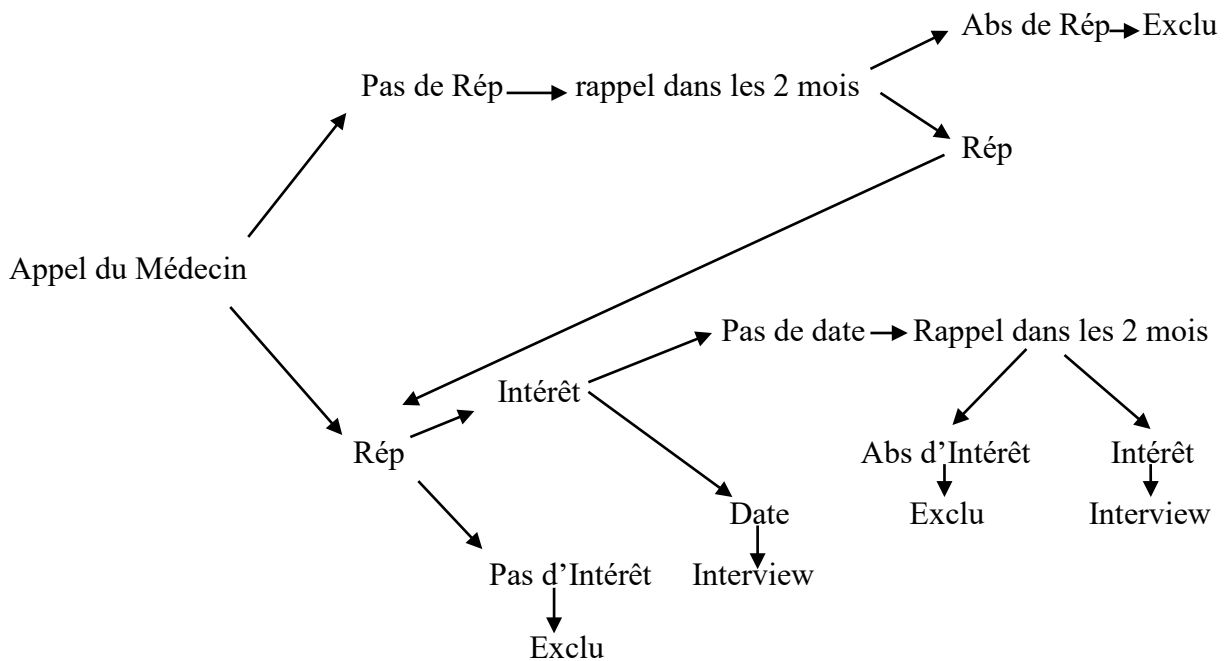 Abs de Rép Exclu
Pas de Rép rappel dans les 2 mois
Rép
Appel du Médecin
Pas de date Rappel dans les 2 mois
Intérêt
Rép Abs d’Intérêt Intérêt
Date Exclu Interview
Pas d’Intérêt Interview
Exclu